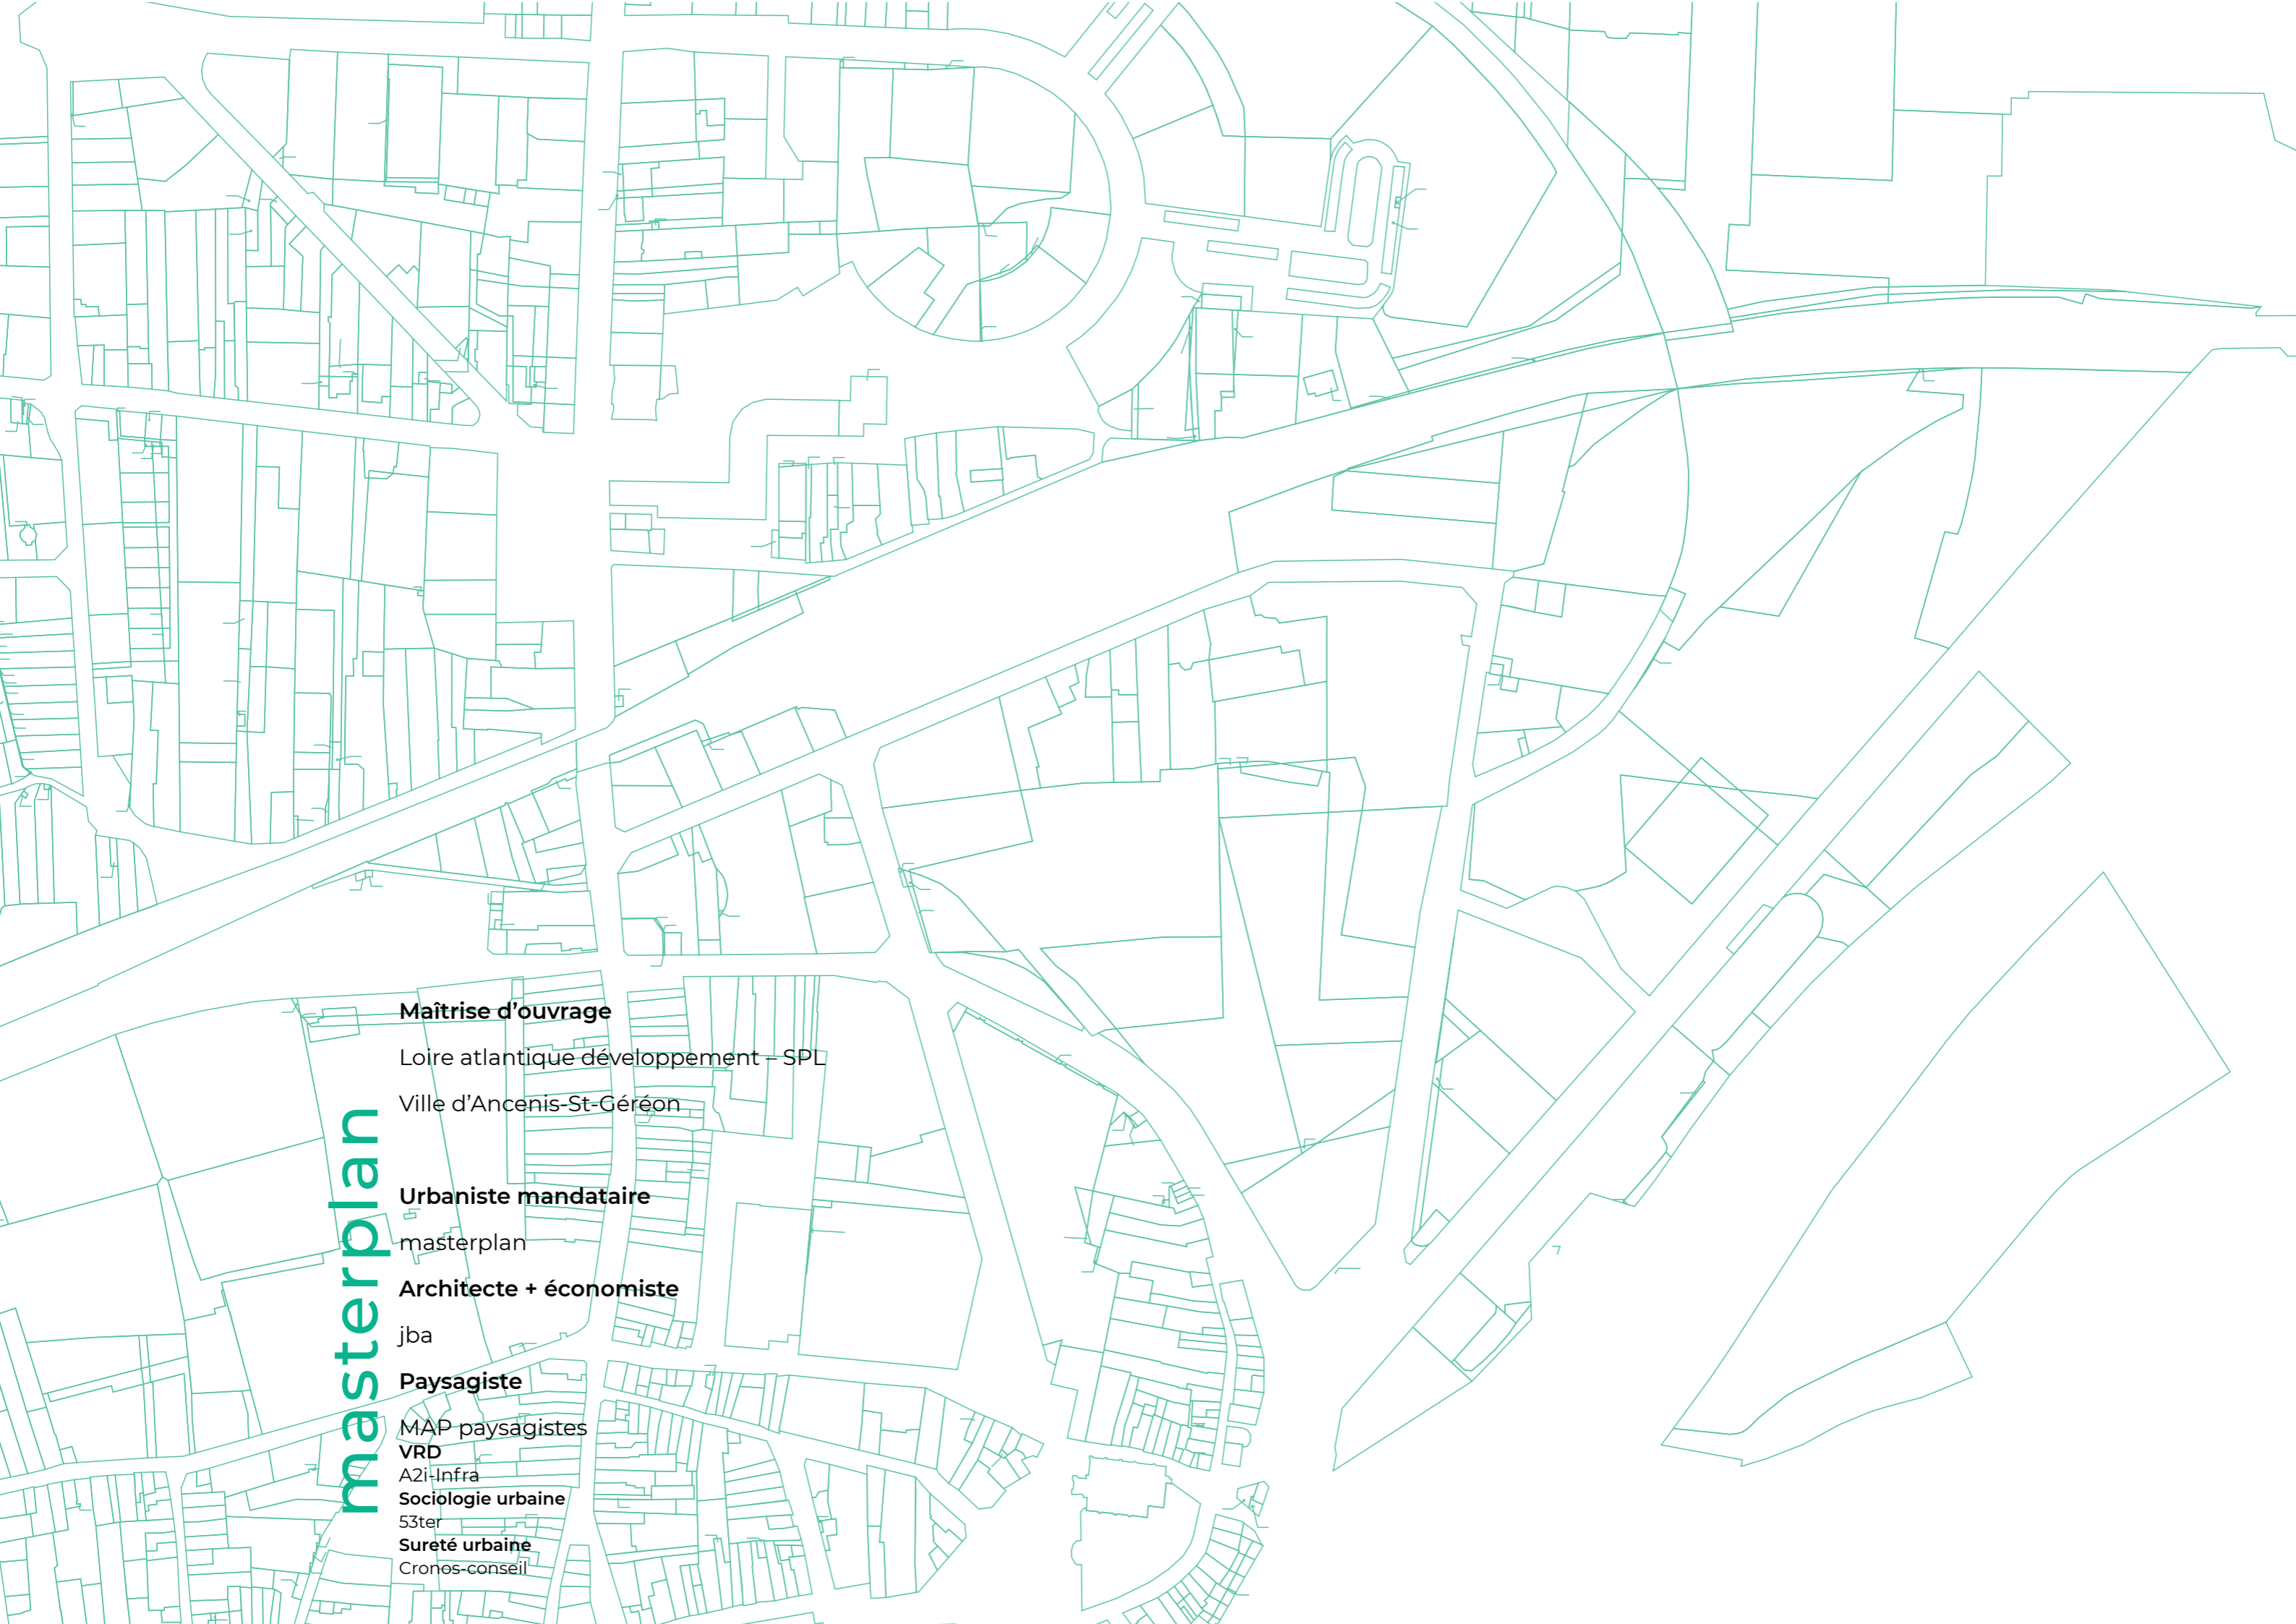 masterplan
Maîtrise d’ouvrage
Loire atlantique développement – SPL
Ville d’Ancenis-St-Géréon
Urbaniste mandataire
masterplan
Architecte + économiste
jba
Paysagiste
MAP paysagistes
VRD
A2i-Infra
Sociologie urbaine
53ter
Sureté urbaine
Cronos-conseil